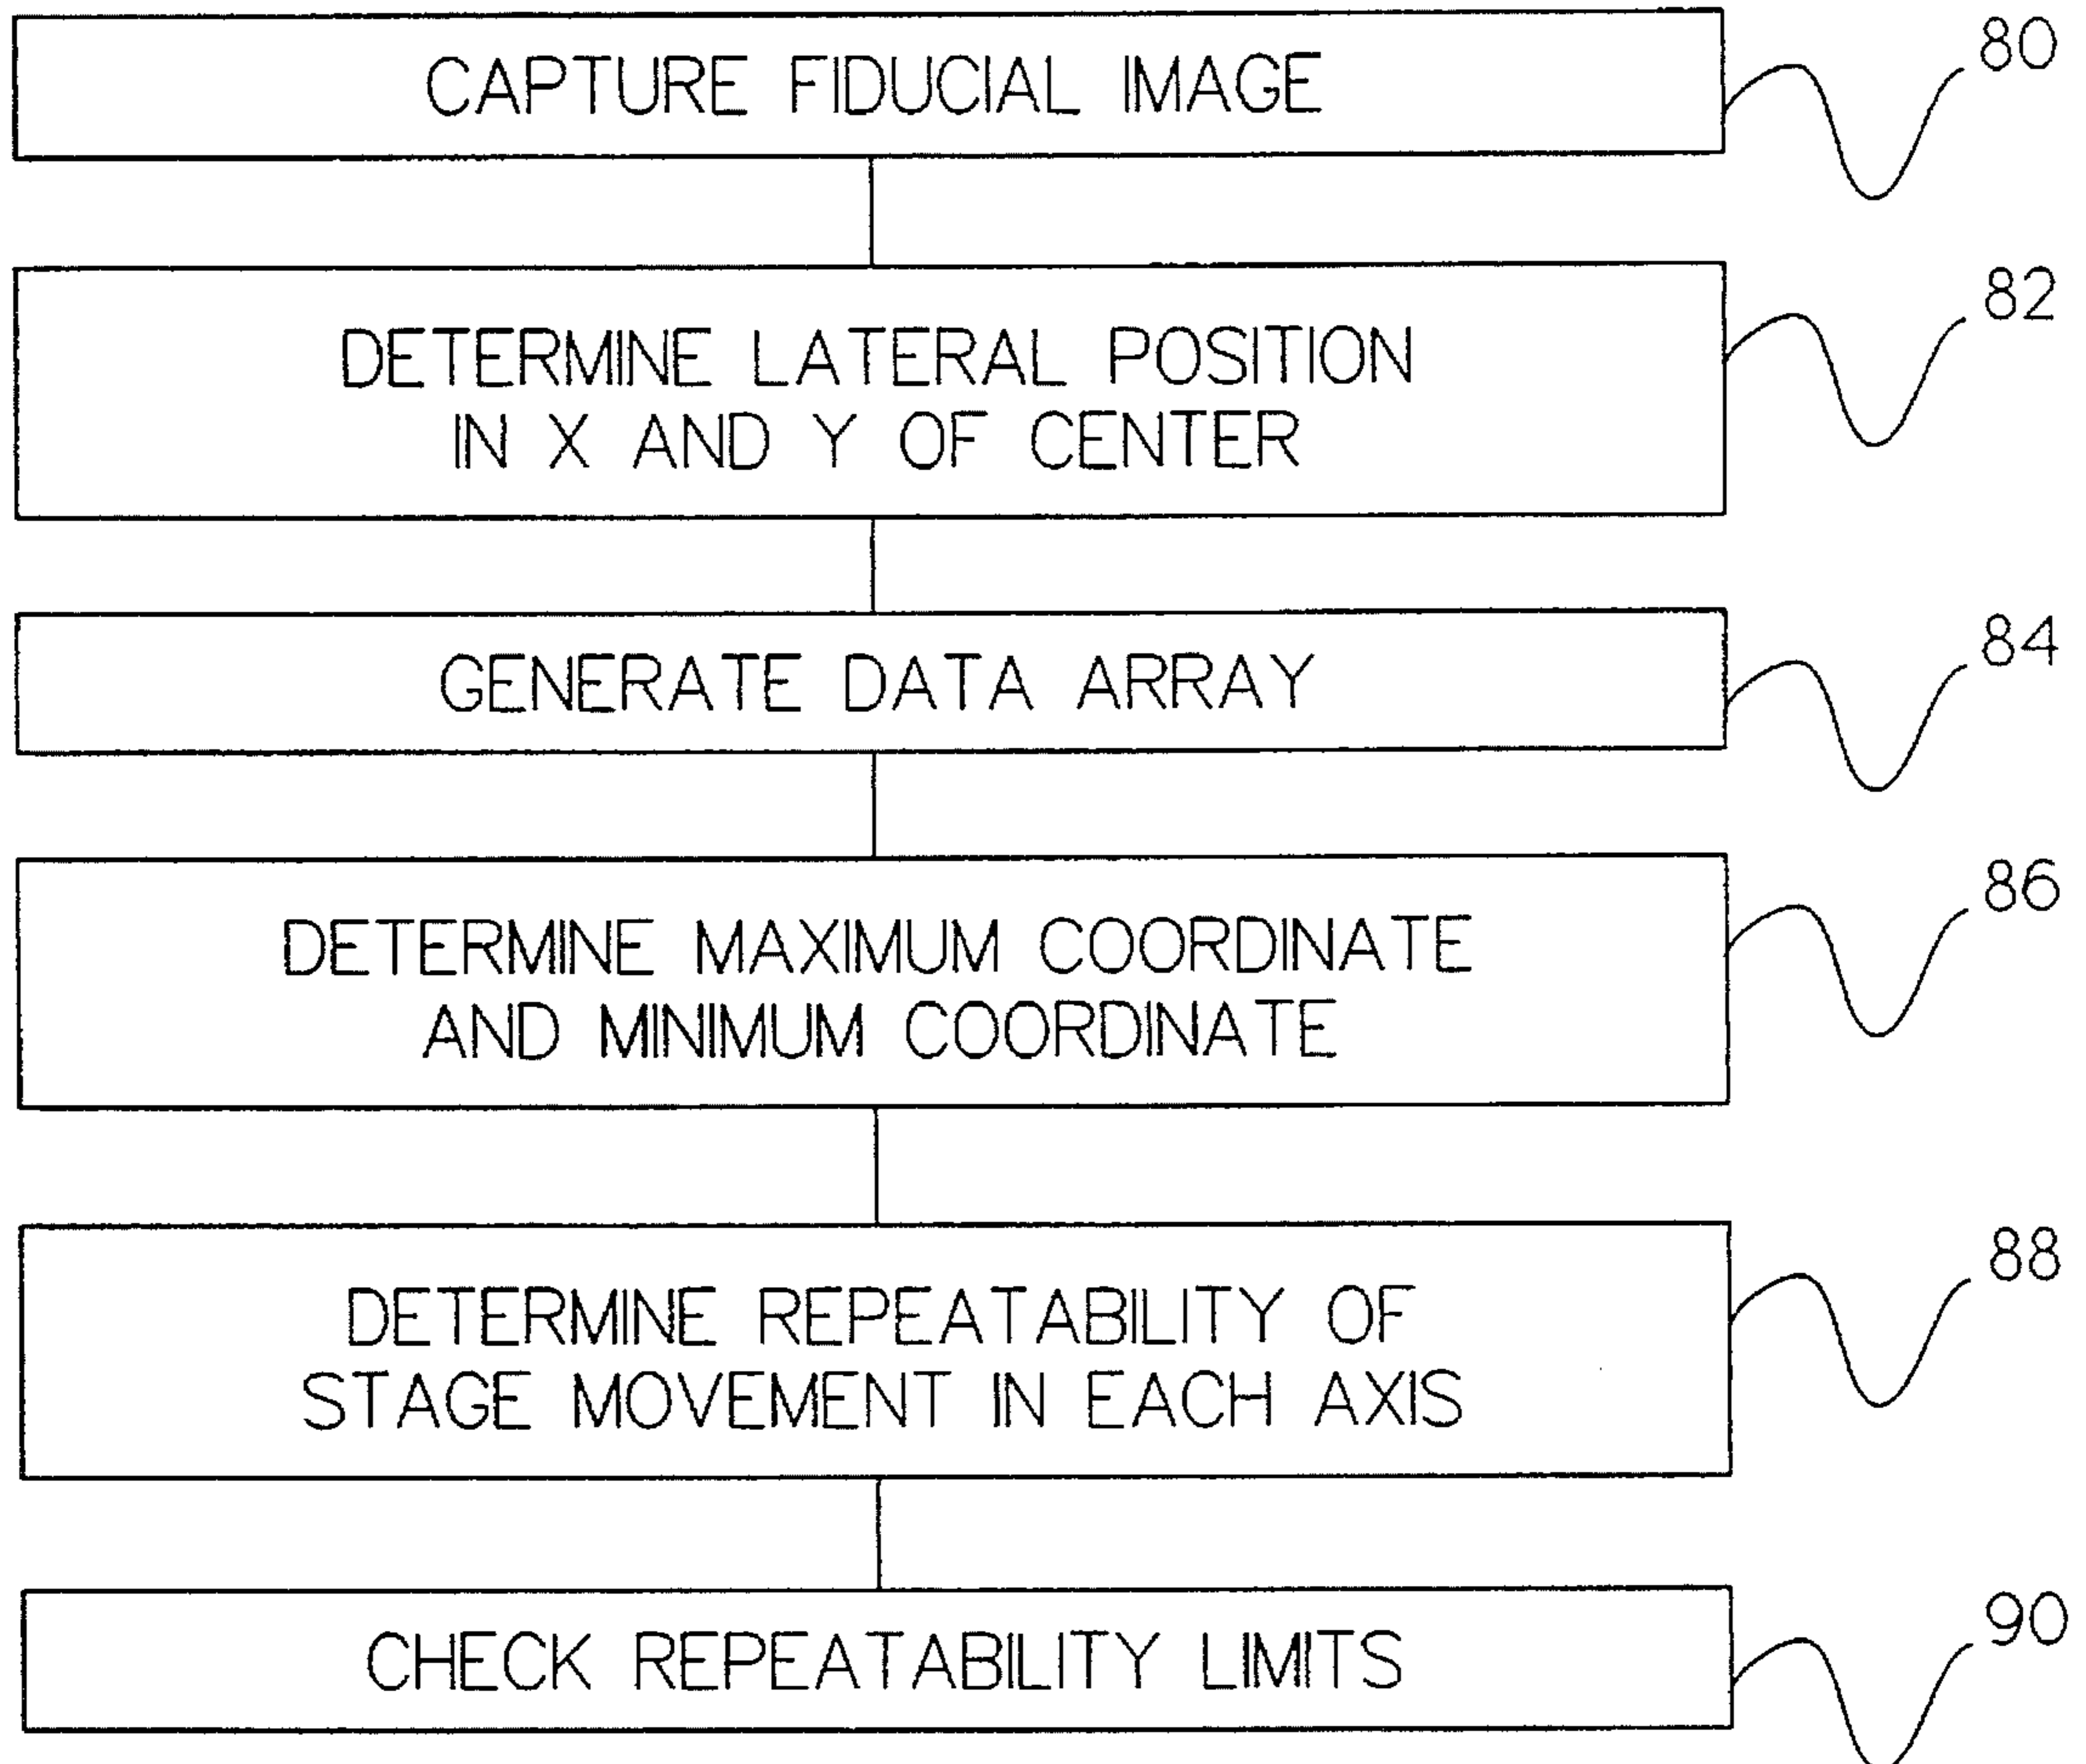 CAPTURE FIDUCIAL IMAGE
80
DETERMINE LATERAL POSITION
IN X AND Y OF CENTER
82
GENERATE DATA ARRAY
84
DETERMINE MAXIMUM COORDINATE
AND MINIMUM COORDINATE
86
DETERMINE REPEATABILITY OF
STAGE MOVEMENT IN EACH AXIS
88
CHECK REPEATABILITY LIMITS
90